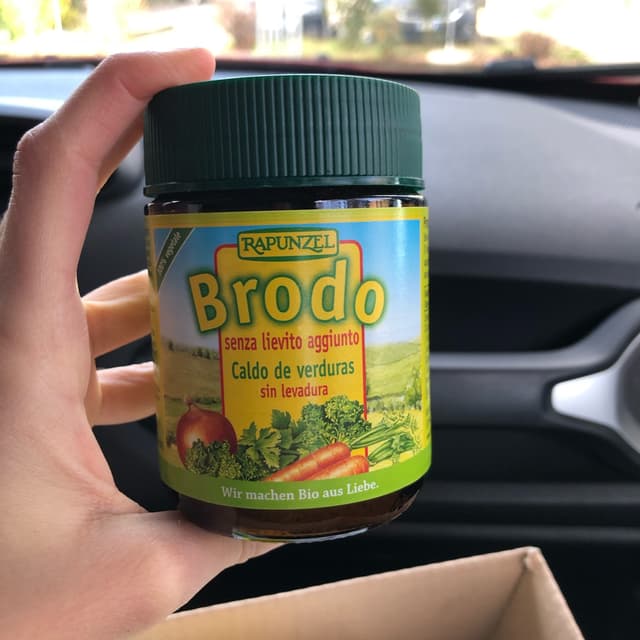 RAPUNZEL
Brodo
senza lievito aggiunto
Caldo de verduras
sin levadura
Wir machen Bio aus Liebe.